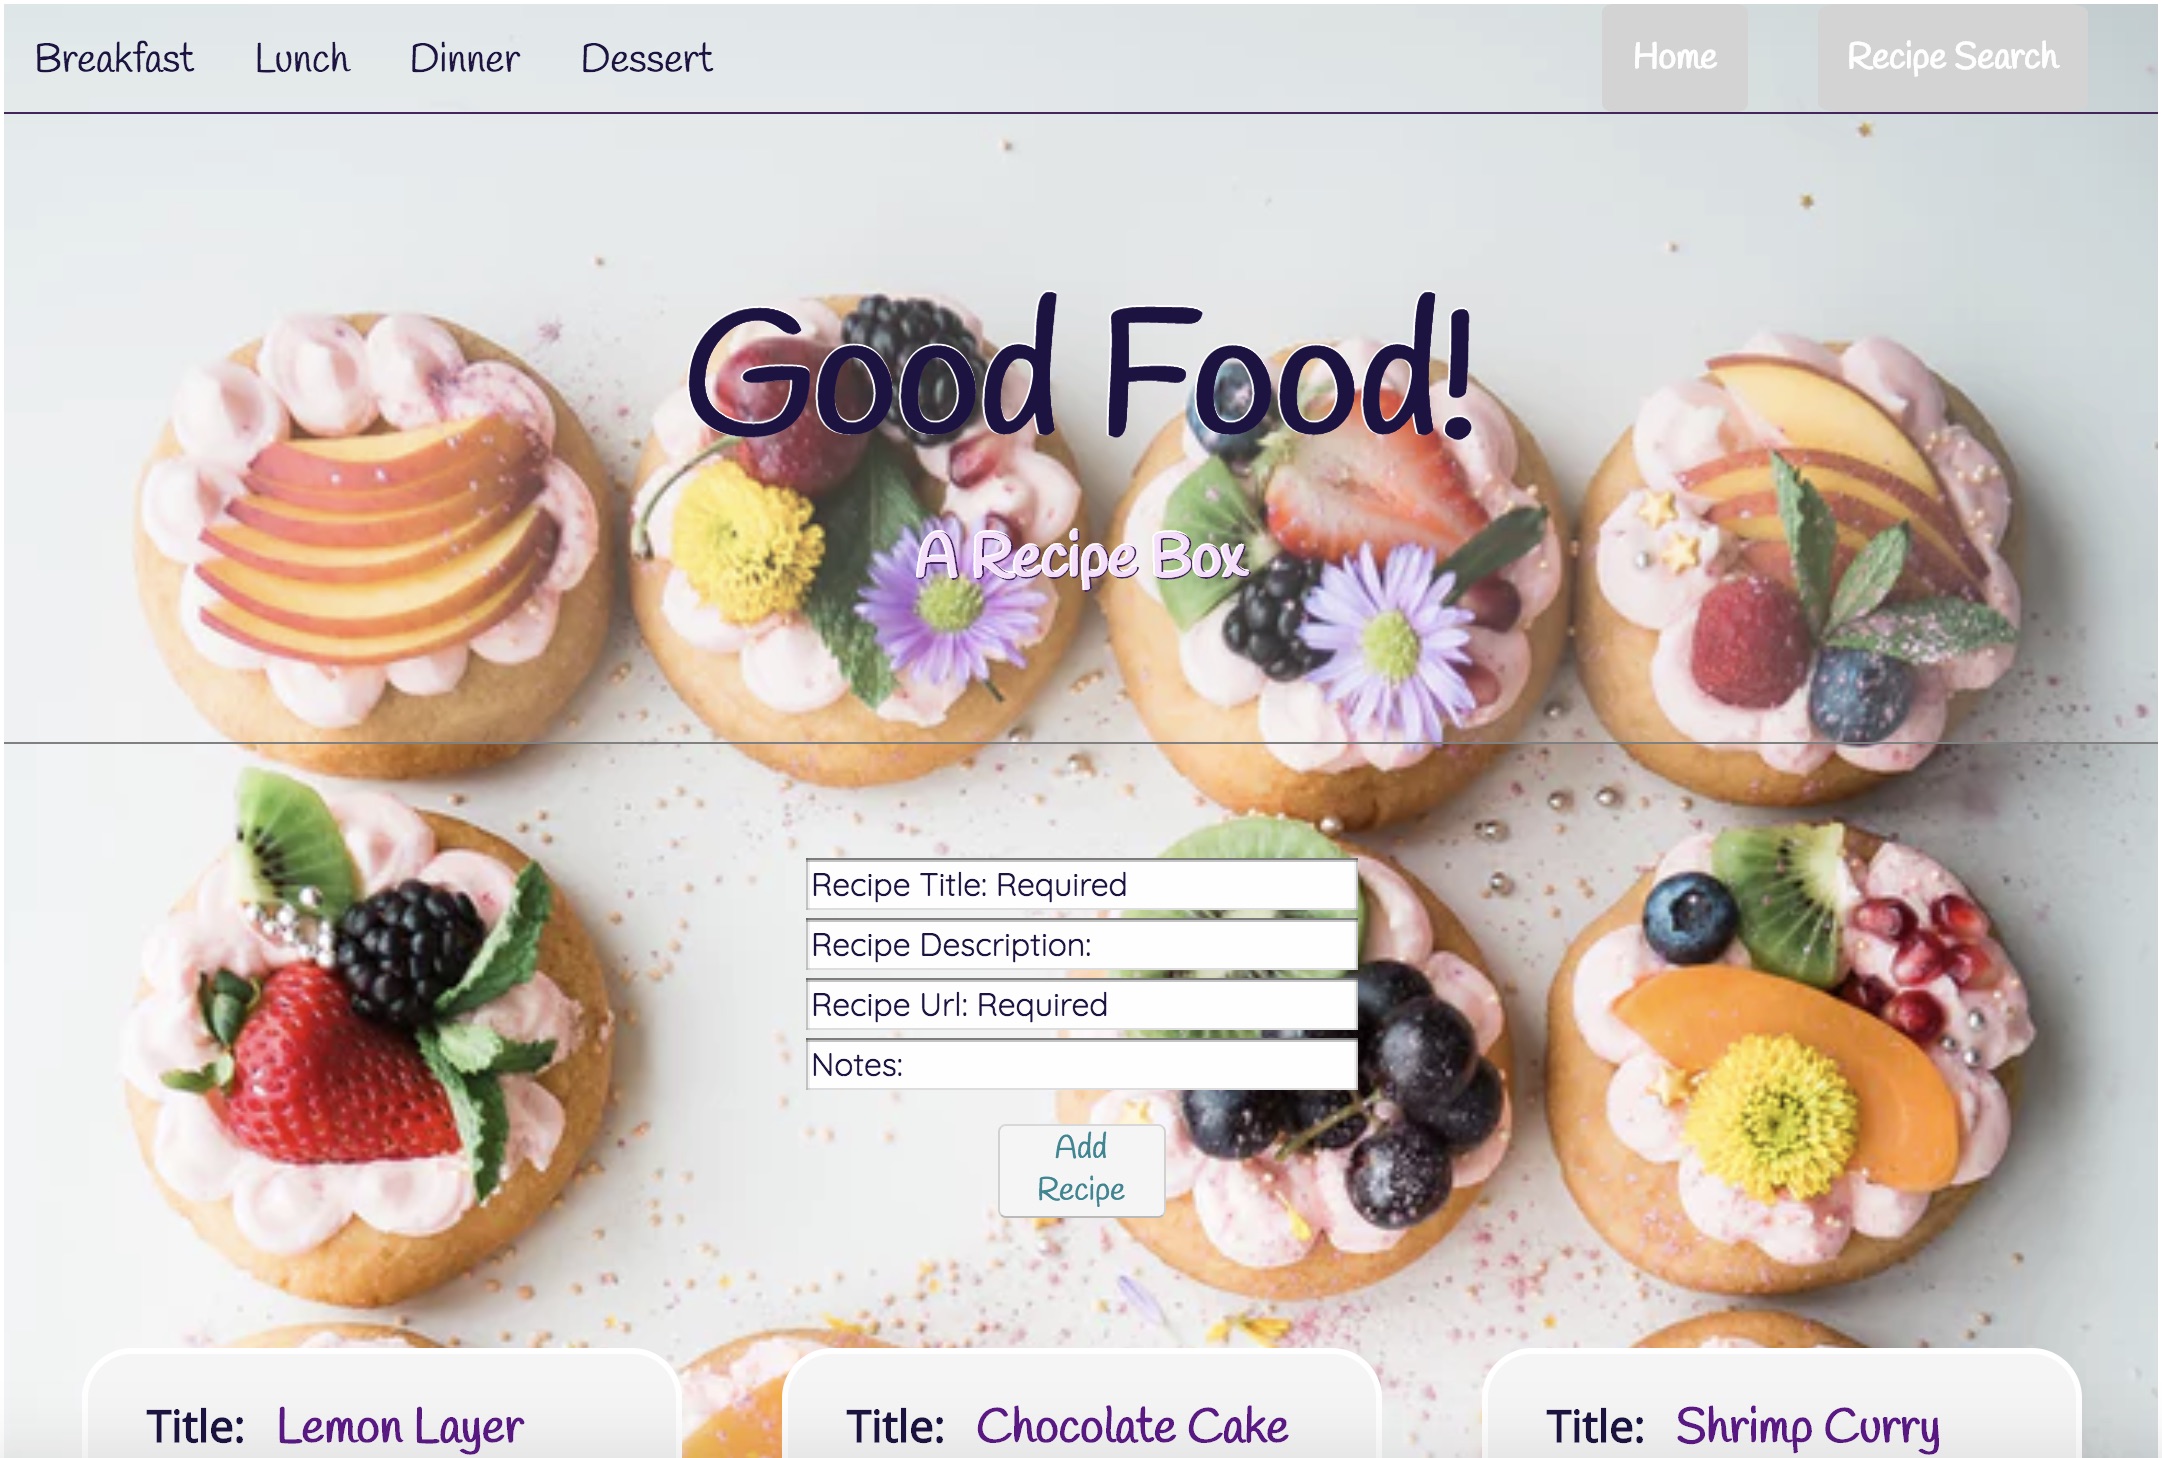 Breakfast Lunch Dinner Dessert Home Recipe Search
Good Food!
A Recipe Box
Recipe Title: Required
Recipe Description:
Recipe Url: Required
Notes:
Add
Recipe
Title: Lemon Layer
Title: Chocolate Cake
Title: Shrimp Curry